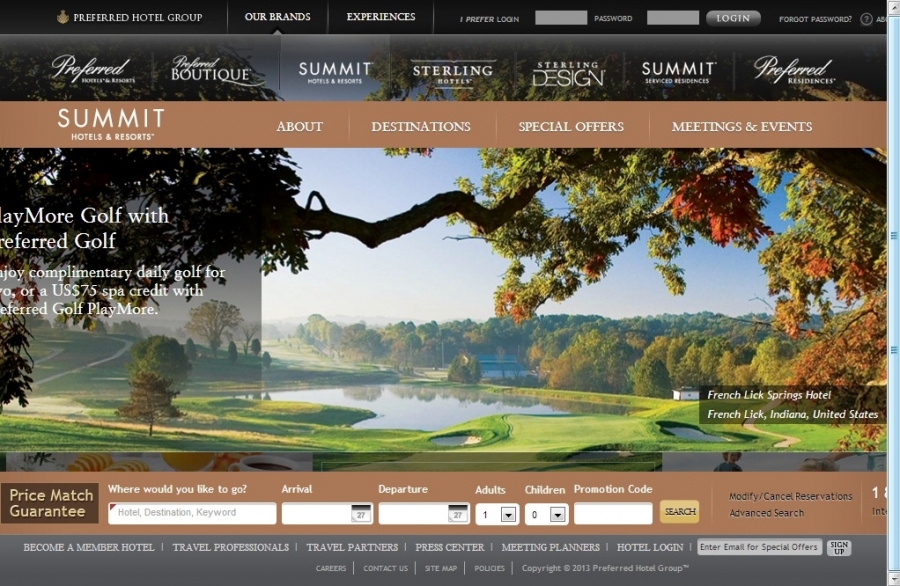 PREFERRED HOTEL GROUP OUR BRANDS EXPERIENCES I PREFER LOGIN PASSWORD LOGIN FORGOT PASSWORD? ?
Preferred HOTELS & RESORTS
Preferred BOUTIQUE
SUMMIT HOTELS & RESORTS
STERLING HOTELS
STERLING DESIGN
SUMMIT SERVICED RESIDENCES
Preferred RESIDENCES
SUMMIT
HOTELS & RESORTS
ABOUT DESTINATIONS SPECIAL OFFERS MEETINGS & EVENTS
layMore Golf with
referred Golf
njoy complimentary daily golf for
vo, or a US$75 spa credit with
eferred Golf PlayMore.
French Lick Springs Hotel
French Lick, Indiana, United States
Price Match
Guarantee
Where would you like to go? Arrival Departure Adults Children Promotion Code
Hotel, Destination, Keyword 27 27 1 0 SEARCH
Modify/Cancel Reservations
Advanced Search
BECOME A MEMBER HOTEL | TRAVEL PROFESSIONALS | TRAVEL PARTNERS | PRESS CENTER | MEETING PLANNERS | HOTEL LOGIN | Enter Email for Special Offers SIGN UP
CAREERS | CONTACT US | SITE MAP | POLICIES | Copyright © 2013 Preferred Hotel Group™